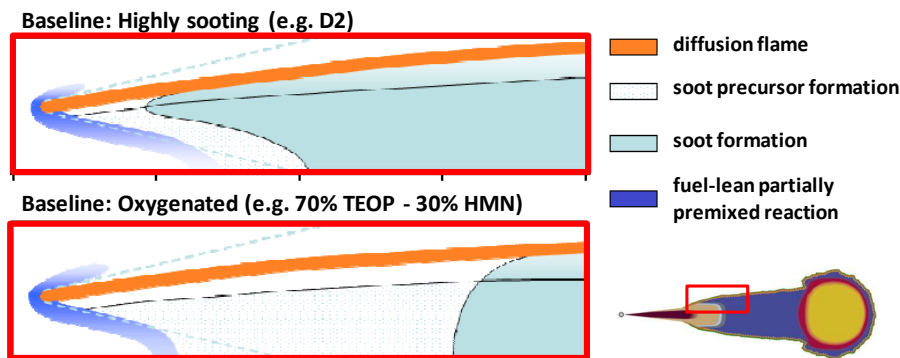 Baseline: Highly sooting (e.g. D2)
diffusion flame
soot precursor formation
soot formation
fuel-lean partially
premixed reaction
Baseline: Oxygenated (e.g. 70% TEOP - 30% HMN)